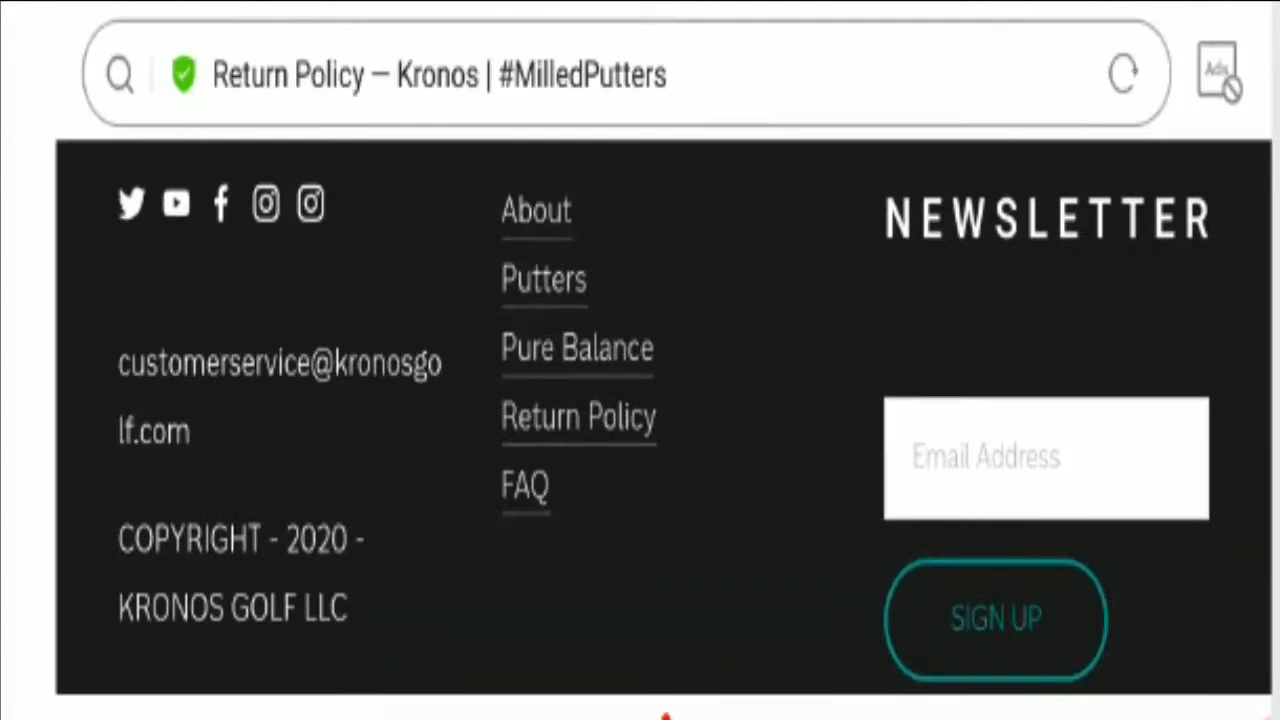 Return Policy — Kronos | #MilledPutters
Ads
About
Putters
Pure Balance
Return Policy
FAQ
NEWSLETTER
customerservice@kronosgo
lf.com
Email Address
COPYRIGHT - 2020 -
KRONOS GOLF LLC
SIGN UP